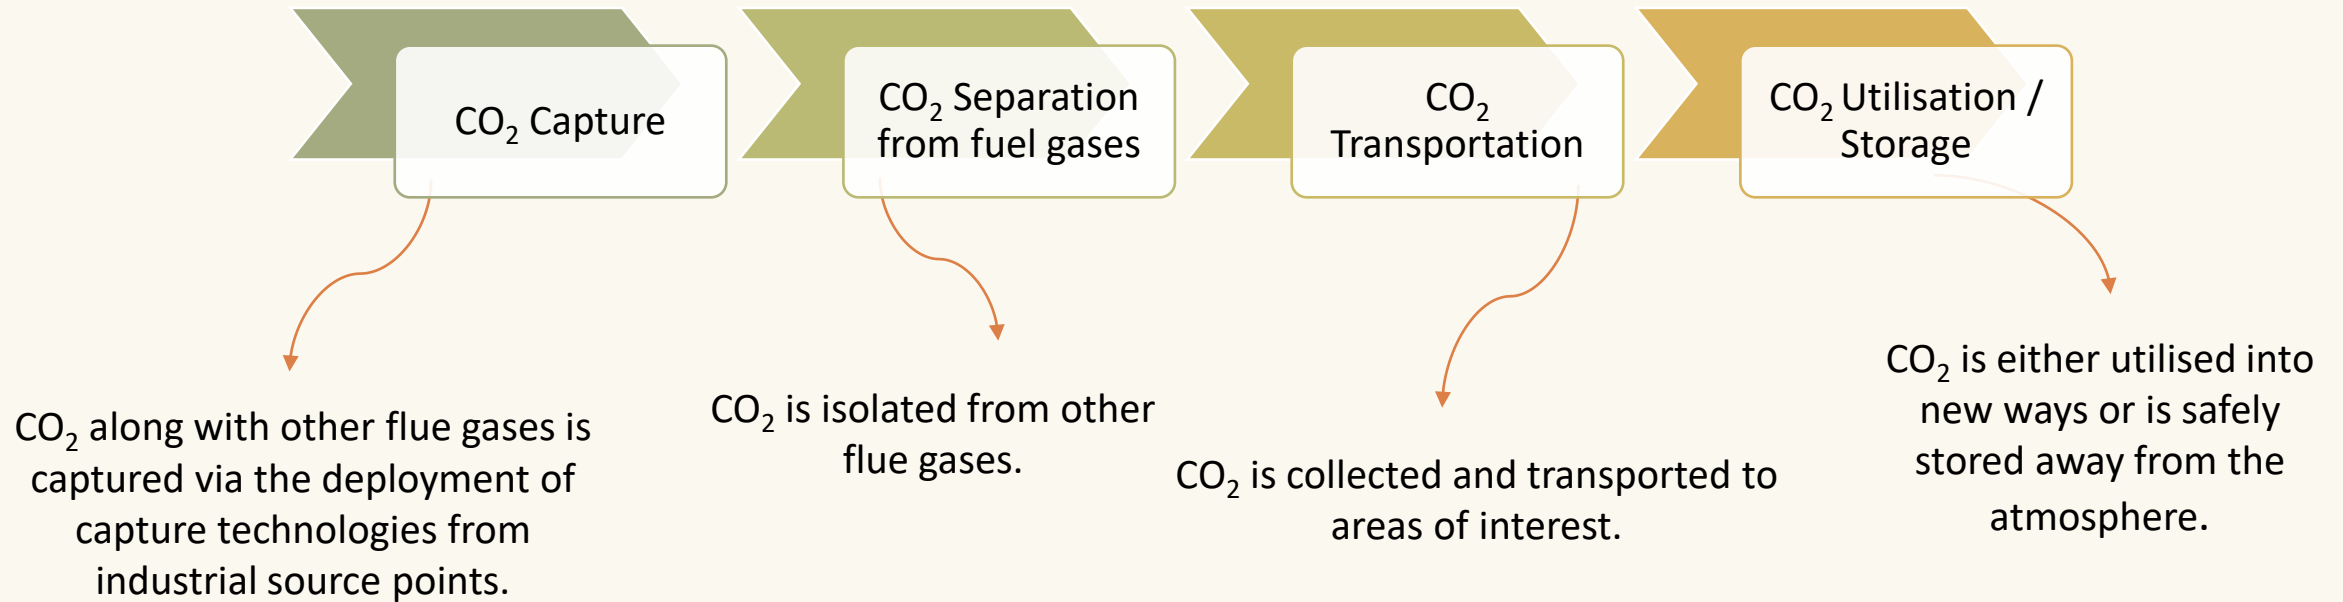 CO₂ Capture
CO₂ Separation
from fuel gases
CO₂
Transportation
CO₂ Utilisation /
Storage
CO₂ along with other flue gases is
captured via the deployment of
capture technologies from
industrial source points.
CO₂ is isolated from other
flue gases.
CO₂ is collected and transported to
areas of interest.
CO₂ is either utilised into
new ways or is safely
stored away from the
atmosphere.